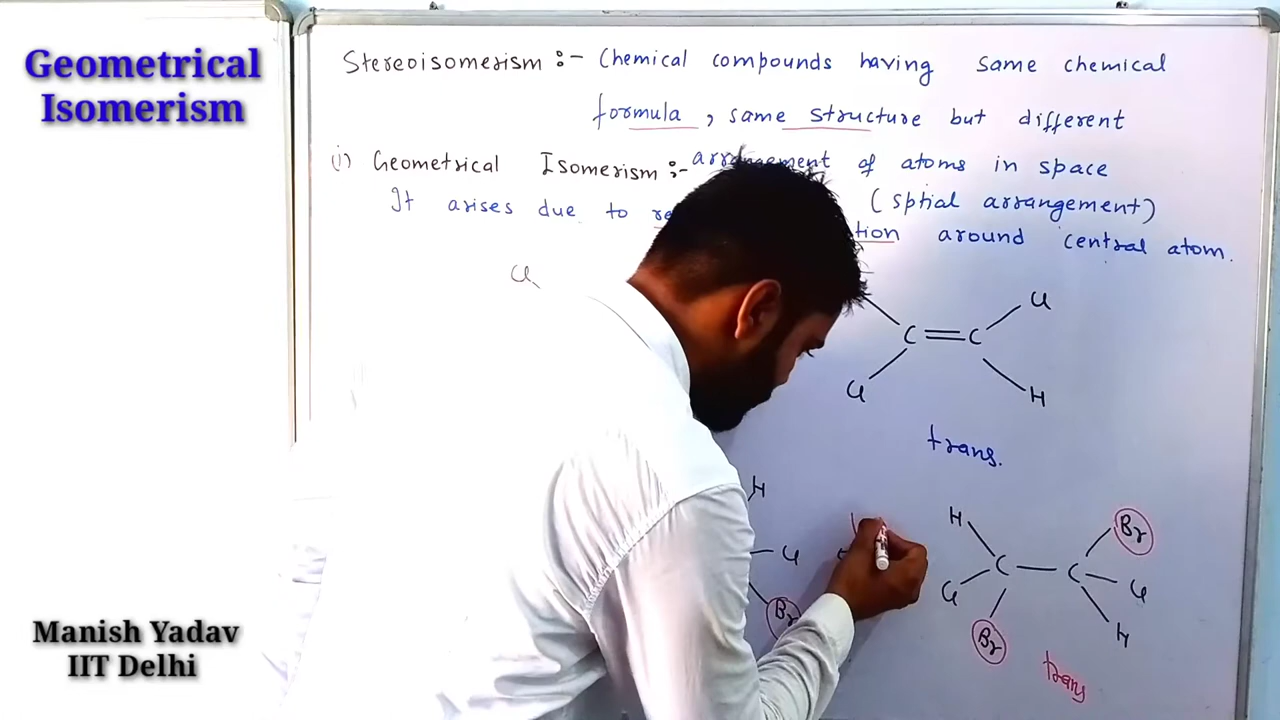 Geometrical
Isomerism
Stereoisomerism :- Chemical compounds having same chemical
formula, same structure but different
(i) Geometrical Isomerism :- arrangement of atoms in space
It arises due to (sptial arrangement)
around central atom.
Cl
Cl
C = C
Cl H
trans.
H
H Br
Cl
C — C
Cl Cl
Br
Br H
trans
Manish Yadav
IIT Delhi